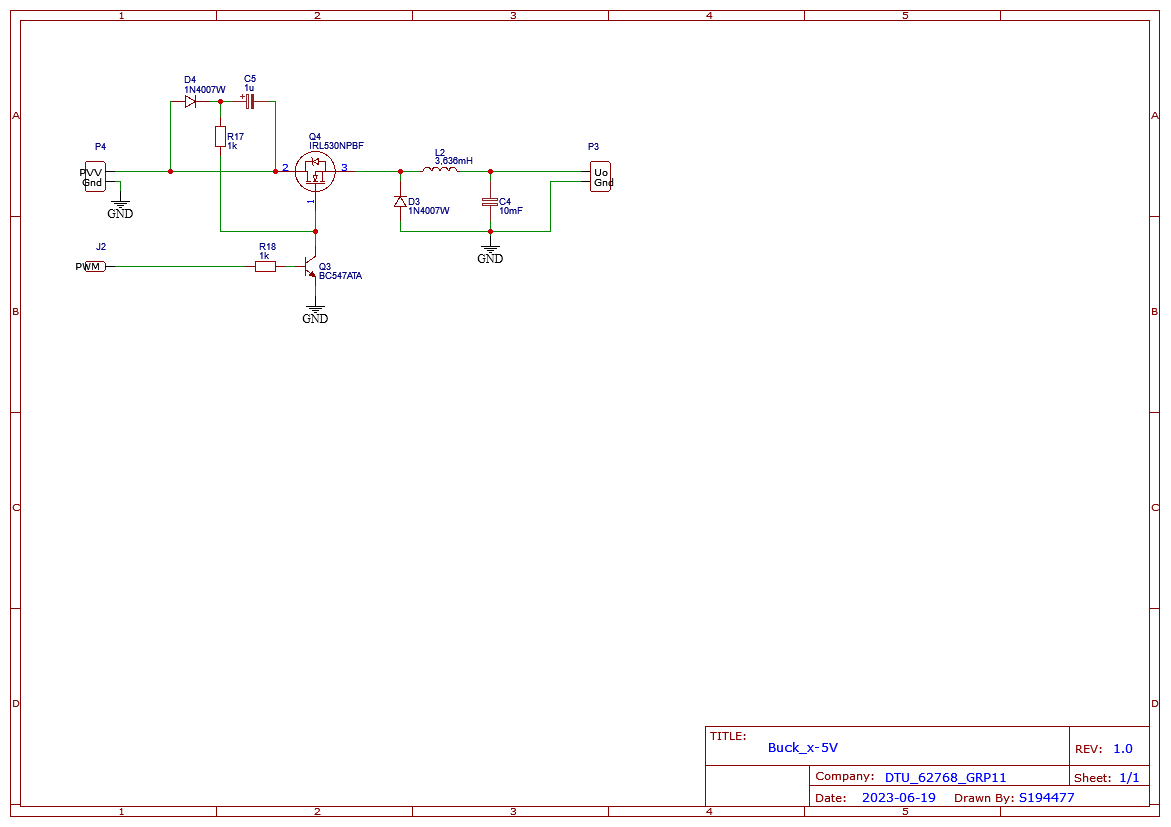 1 2 3 4 5
A A
B B
C C
D D
1 2 3 4 5
D4
1N4007W
C5
1u
+
R17
1k
P4
PVV
Gnd
GND
Q4
IRL530NPBF
2 3
1
L2
3,636mH
P3
Uo
Gnd
D3
1N4007W
C4
10mF
GND
J2
PWM
R18
1k
Q3
BC547ATA
GND
TITLE:
Buck_x-5V
REV: 1.0
Company: DTU_62768_GRP11
Sheet: 1/1
Date: 2023-06-19 Drawn By: S194477